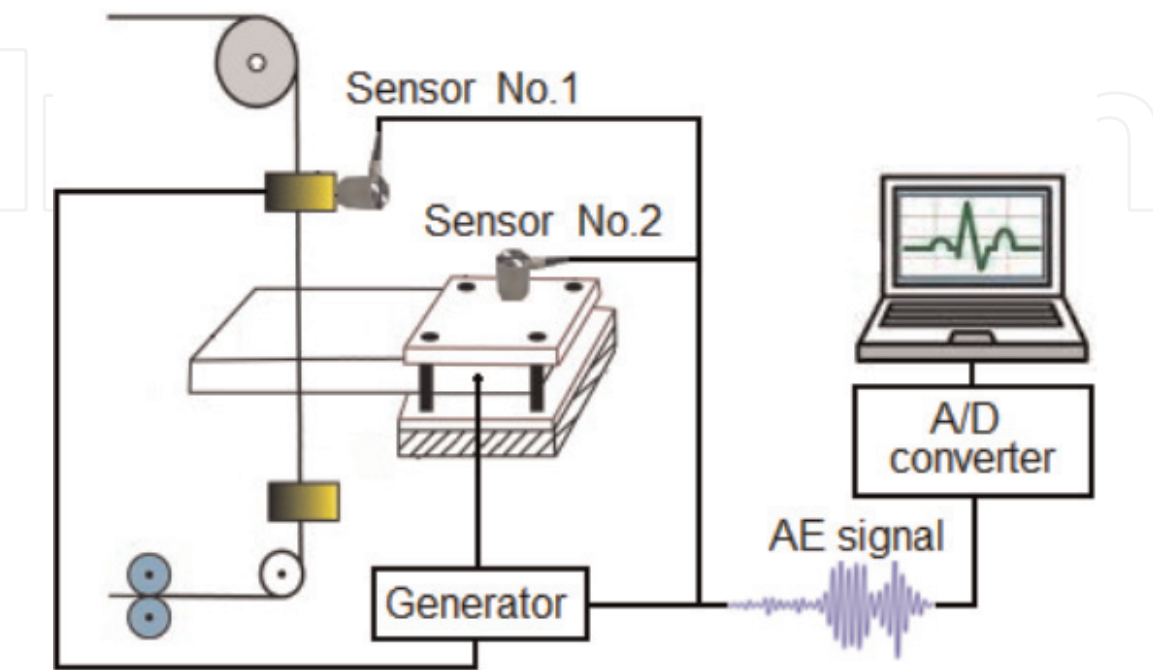 Sensor No.1
Sensor No.2
A/D
converter
AE signal
Generator